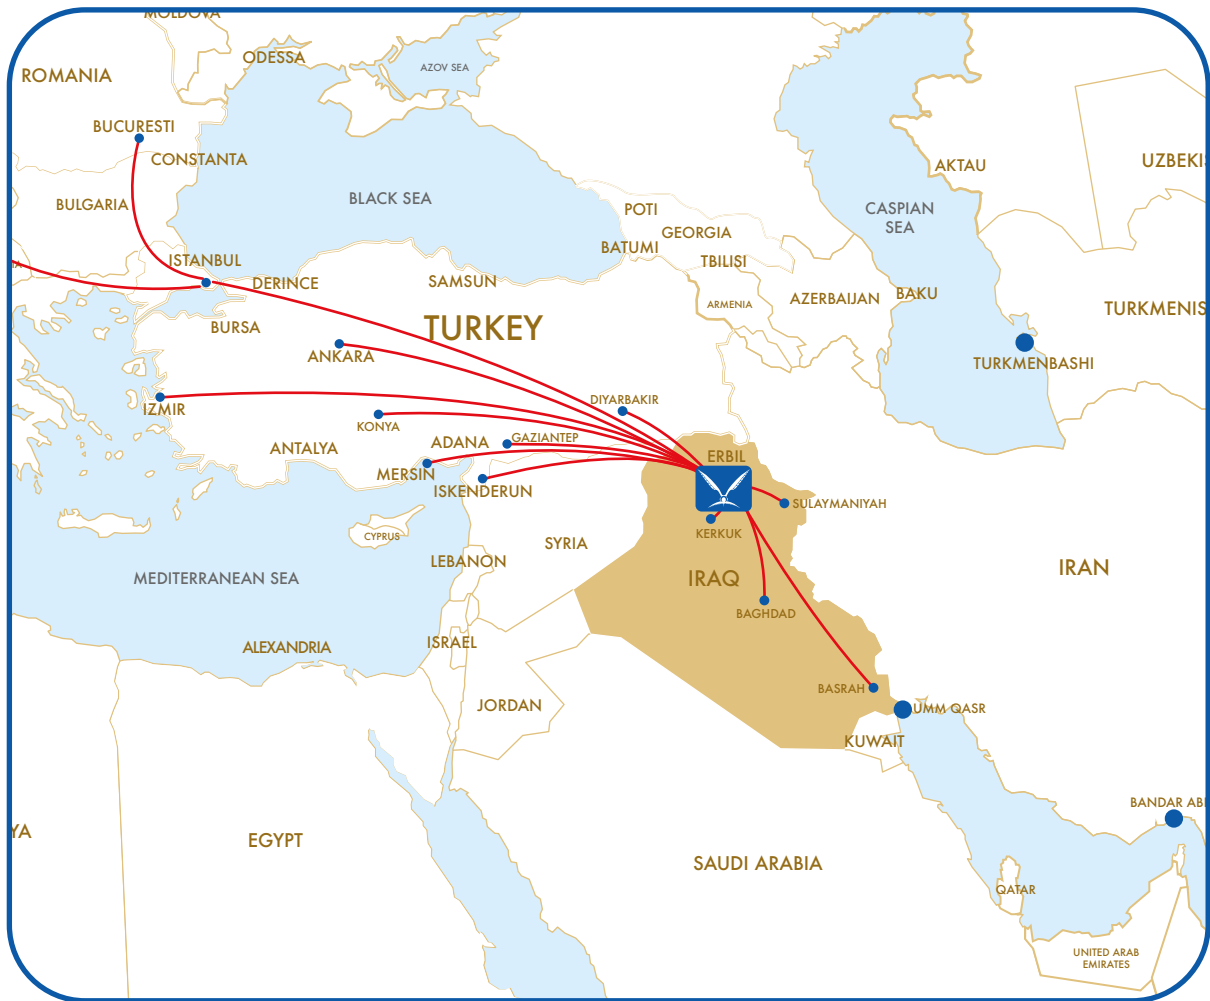 MOLDOVA
ODESSA
AZOV SEA
ROMANIA
BUCURESTI
CONSTANTA
UZBEKIS
AKTAU
BLACK SEA
BULGARIA
POTI
CASPIAN
SEA
GEORGIA
BATUMI
ISTANBUL
TBILISI
DERINCE
SAMSUN
BAKU
AZERBAIJAN
ARMENIA
TURKMENIS
BURSA
TURKEY
ANKARA
TURKMENBASHI
DIYARBAKIR
IZMIR
KONYA
GAZIANTEP
ADANA
ANTALYA
ERBIL
MERSIN
ISKENDERUN
SULAYMANIYAH
KERKUK
CYPRUS
SYRIA
LEBANON
IRAN
MEDITERRANEAN SEA
IRAQ
BAGHDAD
ISRAEL
ALEXANDRIA
BASRAH
JORDAN
UMM QASR
KUWAIT
BANDAR AB
YA
EGYPT
SAUDI ARABIA
QATAR
UNITED ARAB
EMIRATES